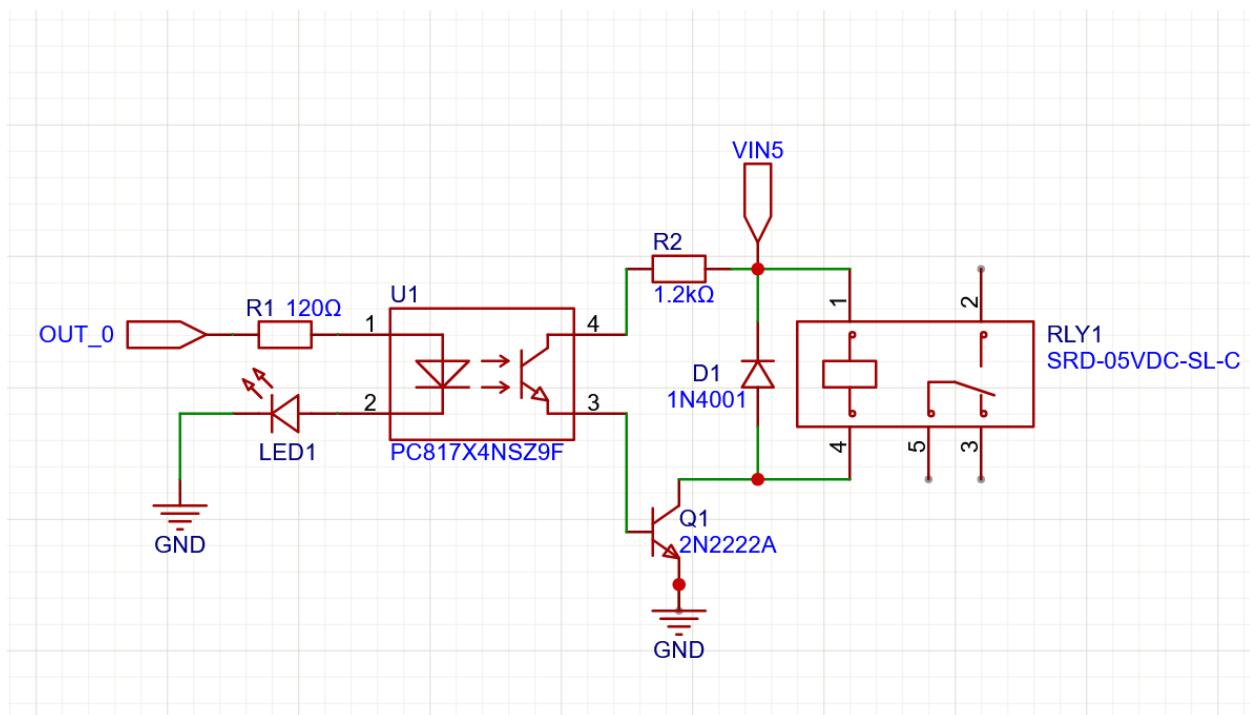 VIN5
R2
1.2kΩ
R1 120Ω
U1
OUT_0
1
4
2
3
LED1
PC817X4NSZ9F
GND
D1
1N4001
1
2
RLY1
SRD-05VDC-SL-C
4
5
3
Q1
2N2222A
GND